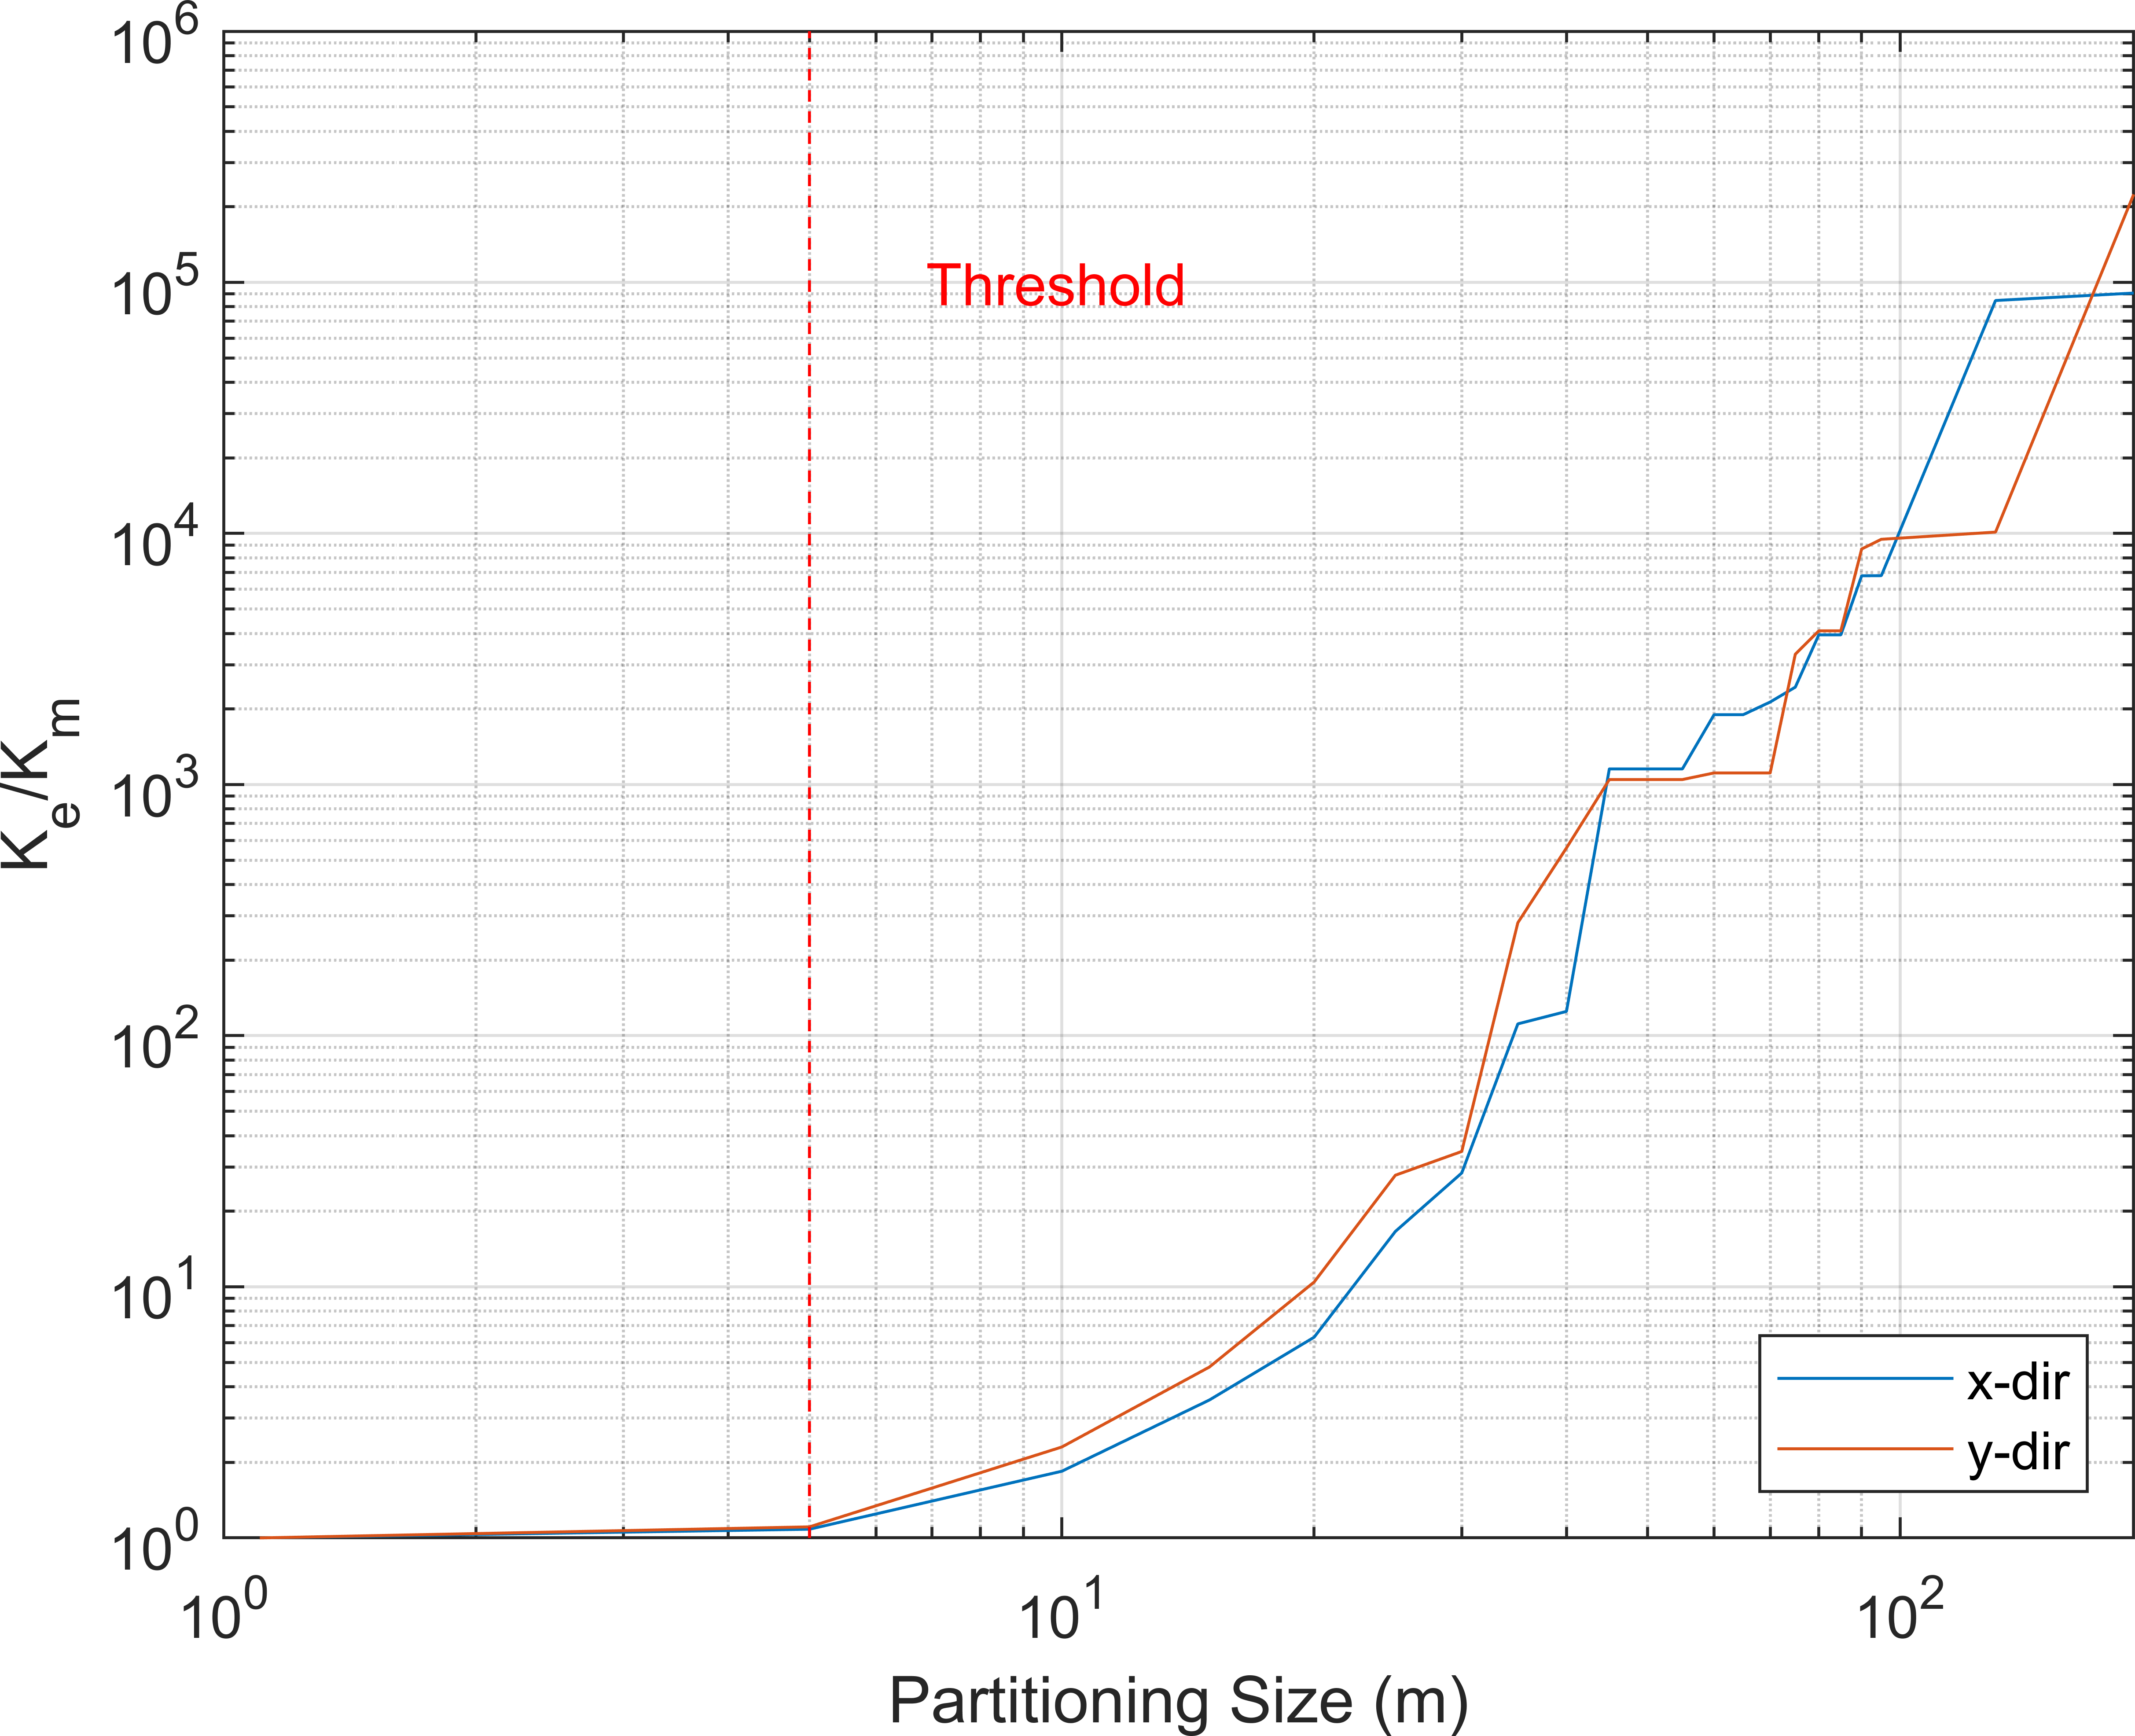 10^6
10^5
10^4
10^3
10^2
10^1
10^0
K_e/K_m
Threshold
x-dir
y-dir
10^0 10^1 10^2
Partitioning Size (m)